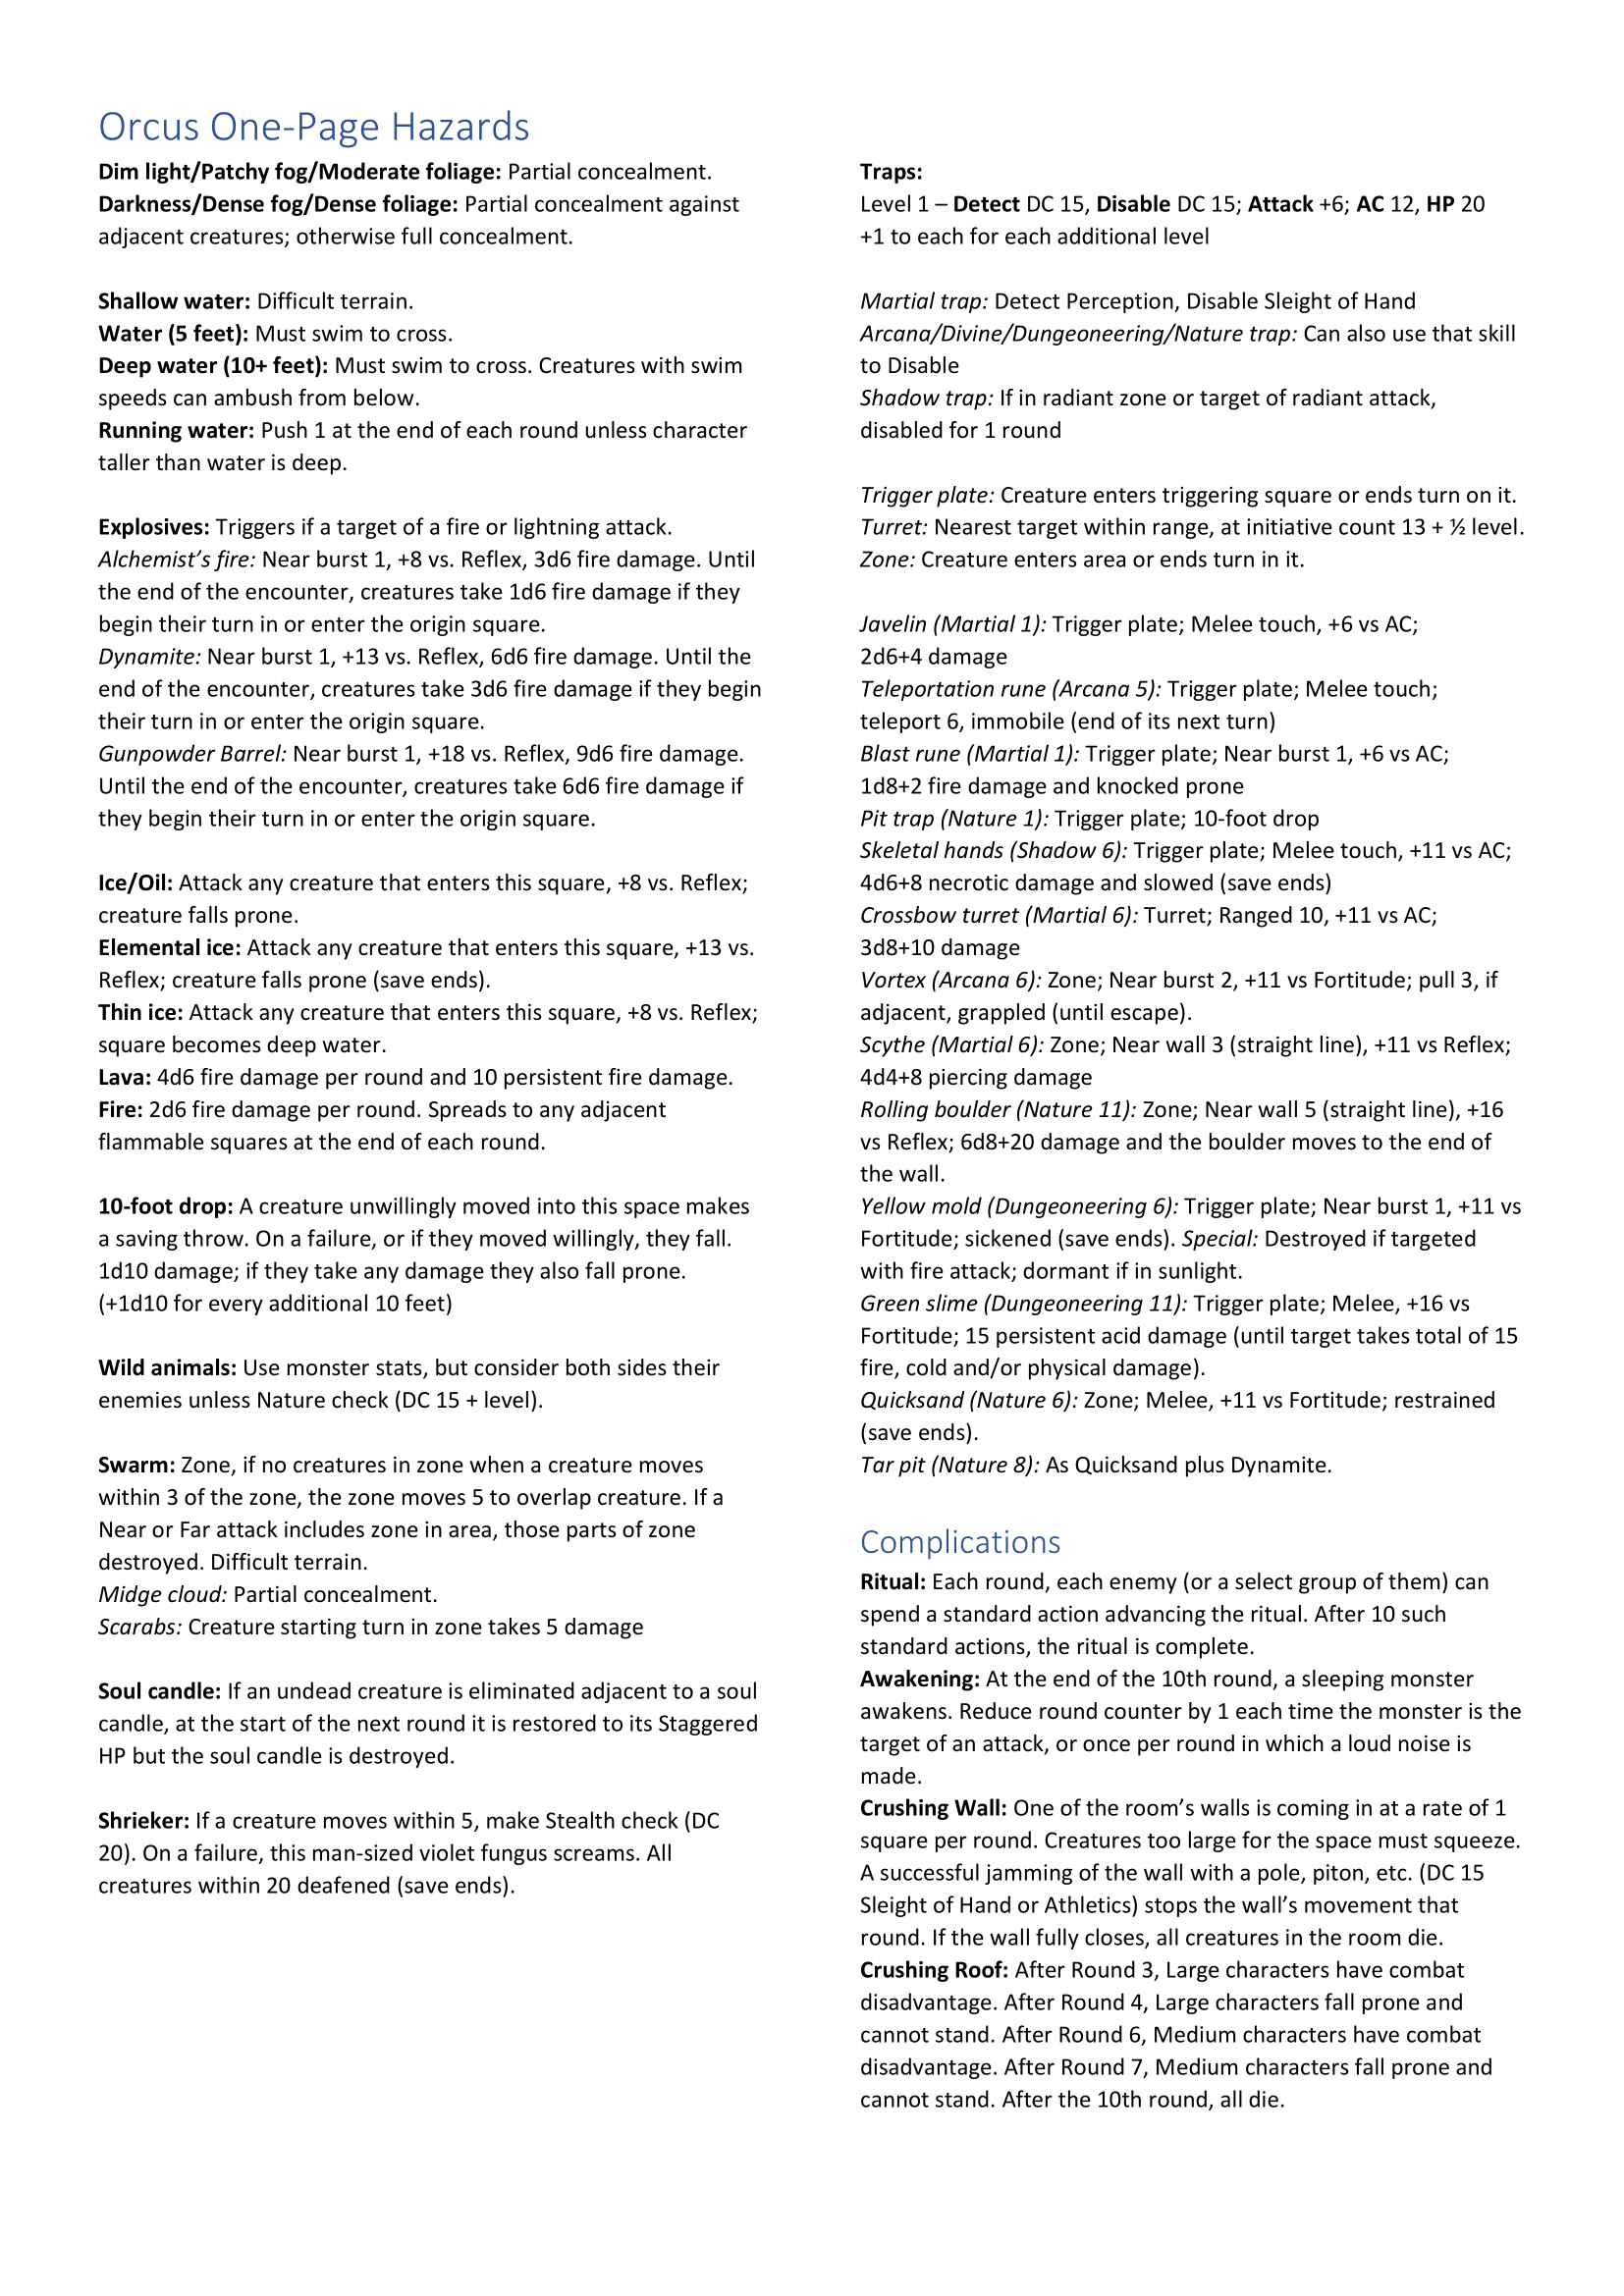 Orcus One-Page Hazards
Dim light/Patchy fog/Moderate foliage: Partial concealment.
Darkness/Dense fog/Dense foliage: Partial concealment against
adjacent creatures; otherwise full concealment.
Shallow water: Difficult terrain.
Water (5 feet): Must swim to cross.
Deep water (10+ feet): Must swim to cross. Creatures with swim
speeds can ambush from below.
Running water: Push 1 at the end of each round unless character
taller than water is deep.
Explosives: Triggers if a target of a fire or lightning attack.
Alchemist’s fire: Near burst 1, +8 vs. Reflex, 3d6 fire damage. Until
the end of the encounter, creatures take 1d6 fire damage if they
begin their turn in or enter the origin square.
Dynamite: Near burst 1, +13 vs. Reflex, 6d6 fire damage. Until the
end of the encounter, creatures take 3d6 fire damage if they begin
their turn in or enter the origin square.
Gunpowder Barrel: Near burst 1, +18 vs. Reflex, 9d6 fire damage.
Until the end of the encounter, creatures take 6d6 fire damage if
they begin their turn in or enter the origin square.
Ice/Oil: Attack any creature that enters this square, +8 vs. Reflex;
creature falls prone.
Elemental ice: Attack any creature that enters this square, +13 vs.
Reflex; creature falls prone (save ends).
Thin ice: Attack any creature that enters this square, +8 vs. Reflex;
square becomes deep water.
Lava: 4d6 fire damage per round and 10 persistent fire damage.
Fire: 2d6 fire damage per round. Spreads to any adjacent
flammable squares at the end of each round.
10-foot drop: A creature unwillingly moved into this space makes
a saving throw. On a failure, or if they moved willingly, they fall.
1d10 damage; if they take any damage they also fall prone.
(+1d10 for every additional 10 feet)
Wild animals: Use monster stats, but consider both sides their
enemies unless Nature check (DC 15 + level).
Swarm: Zone, if no creatures in zone when a creature moves
within 3 of the zone, the zone moves 5 to overlap creature. If a
Near or Far attack includes zone in area, those parts of zone
destroyed. Difficult terrain.
Midge cloud: Partial concealment.
Scarabs: Creature starting turn in zone takes 5 damage
Soul candle: If an undead creature is eliminated adjacent to a soul
candle, at the start of the next round it is restored to its Staggered
HP but the soul candle is destroyed.
Shrieker: If a creature moves within 5, make Stealth check (DC
20). On a failure, this man-sized violet fungus screams. All
creatures within 20 deafened (save ends).
Traps:
Level 1 – Detect DC 15, Disable DC 15; Attack +6; AC 12, HP 20
+1 to each for each additional level
Martial trap: Detect Perception, Disable Sleight of Hand
Arcana/Divine/Dungeoneering/Nature trap: Can also use that skill
to Disable
Shadow trap: If in radiant zone or target of radiant attack,
disabled for 1 round
Trigger plate: Creature enters triggering square or ends turn on it.
Turret: Nearest target within range, at initiative count 13 + ½ level.
Zone: Creature enters area or ends turn in it.
Javelin (Martial 1): Trigger plate; Melee touch, +6 vs AC;
2d6+4 damage
Teleportation rune (Arcana 5): Trigger plate; Melee touch;
teleport 6, immobile (end of its next turn)
Blast rune (Martial 1): Trigger plate; Near burst 1, +6 vs AC;
1d8+2 fire damage and knocked prone
Pit trap (Nature 1): Trigger plate; 10-foot drop
Skeletal hands (Shadow 6): Trigger plate; Melee touch, +11 vs AC;
4d6+8 necrotic damage and slowed (save ends)
Crossbow turret (Martial 6): Turret; Ranged 10, +11 vs AC;
3d8+10 damage
Vortex (Arcana 6): Zone; Near burst 2, +11 vs Fortitude; pull 3, if
adjacent, grappled (until escape).
Scythe (Martial 6): Zone; Near wall 3 (straight line), +11 vs Reflex;
4d4+8 piercing damage
Rolling boulder (Nature 11): Zone; Near wall 5 (straight line), +16
vs Reflex; 6d8+20 damage and the boulder moves to the end of
the wall.
Yellow mold (Dungeoneering 6): Trigger plate; Near burst 1, +11 vs
Fortitude; sickened (save ends). Special: Destroyed if targeted
with fire attack; dormant if in sunlight.
Green slime (Dungeoneering 11): Trigger plate; Melee, +16 vs
Fortitude; 15 persistent acid damage (until target takes total of 15
fire, cold and/or physical damage).
Quicksand (Nature 6): Zone; Melee, +11 vs Fortitude; restrained
(save ends).
Tar pit (Nature 8): As Quicksand plus Dynamite.
Complications
Ritual: Each round, each enemy (or a select group of them) can
spend a standard action advancing the ritual. After 10 such
standard actions, the ritual is complete.
Awakening: At the end of the 10th round, a sleeping monster
awakens. Reduce round counter by 1 each time the monster is the
target of an attack, or once per round in which a loud noise is
made.
Crushing Wall: One of the room’s walls is coming in at a rate of 1
square per round. Creatures too large for the space must squeeze.
A successful jamming of the wall with a pole, piton, etc. (DC 15
Sleight of Hand or Athletics) stops the wall’s movement that
round. If the wall fully closes, all creatures in the room die.
Crushing Roof: After Round 3, Large characters have combat
disadvantage. After Round 4, Large characters fall prone and
cannot stand. After Round 6, Medium characters have combat
disadvantage. After Round 7, Medium characters fall prone and
cannot stand. After the 10th round, all die.